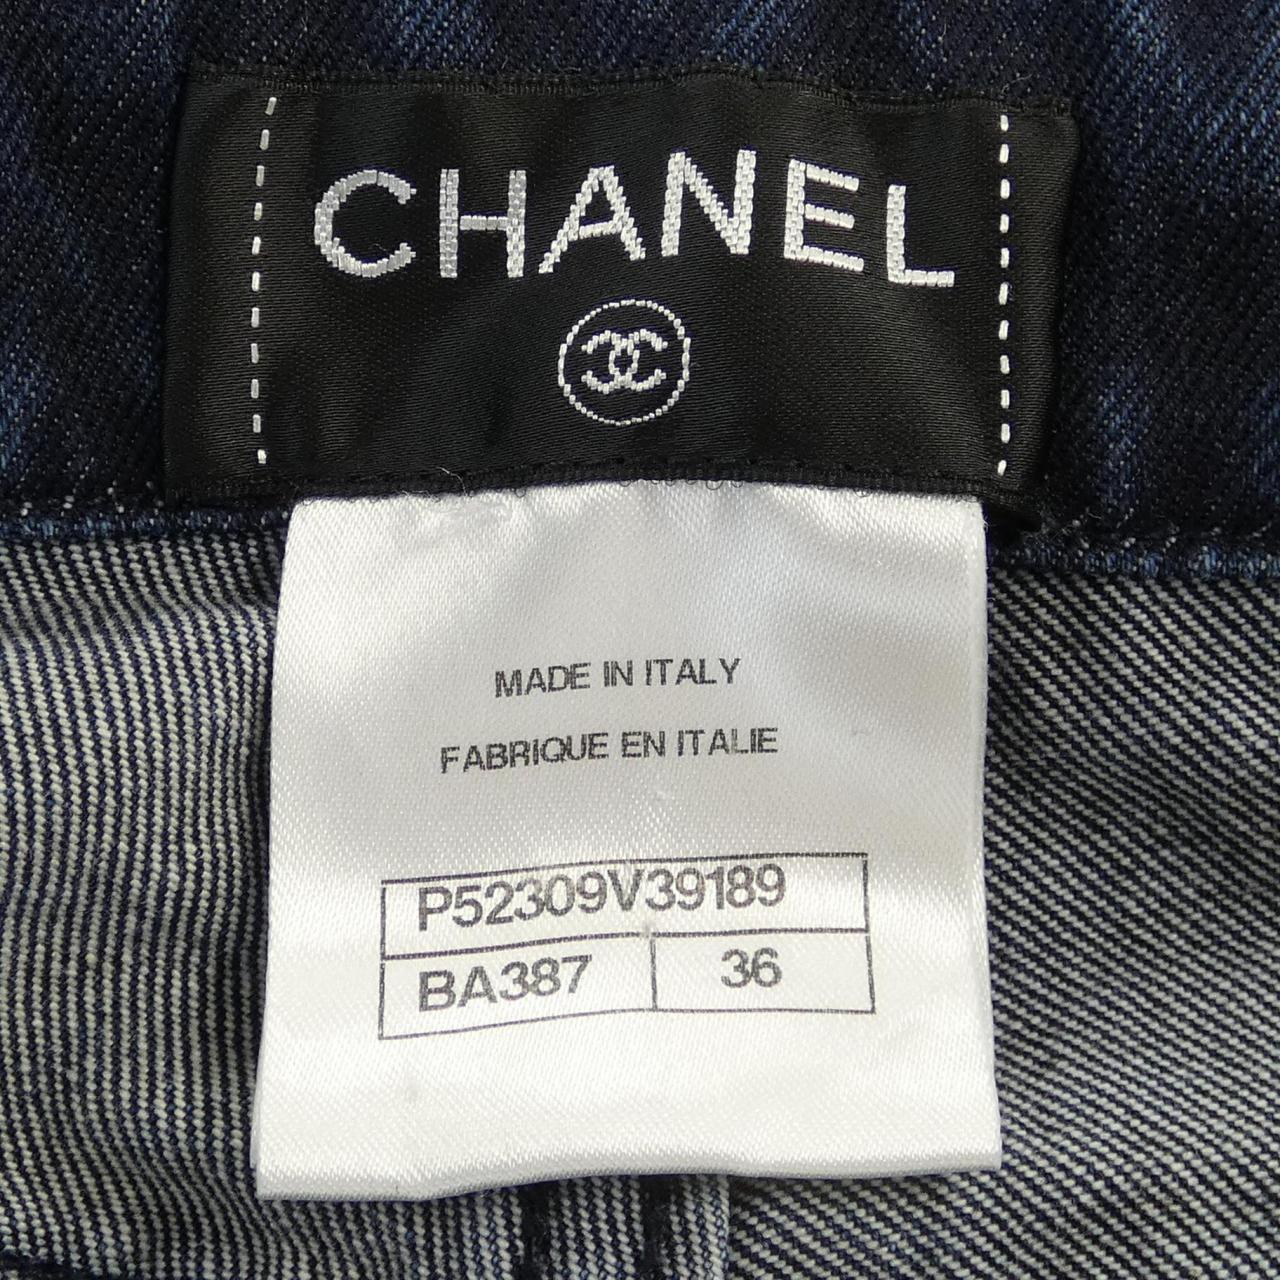 CHANEL
MADE IN ITALY
FABRIQUE EN ITALIE
P52309V39189
BA387 36